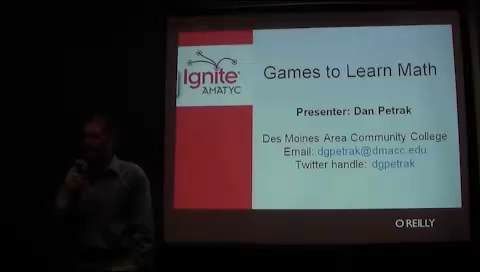 Ignite
AMATYC
Games to Learn Math
Presenter: Dan Petrak
Des Moines Area Community College
Email: dgpetrak@dmacc.edu
Twitter handle: dgpetrak
O REILLY